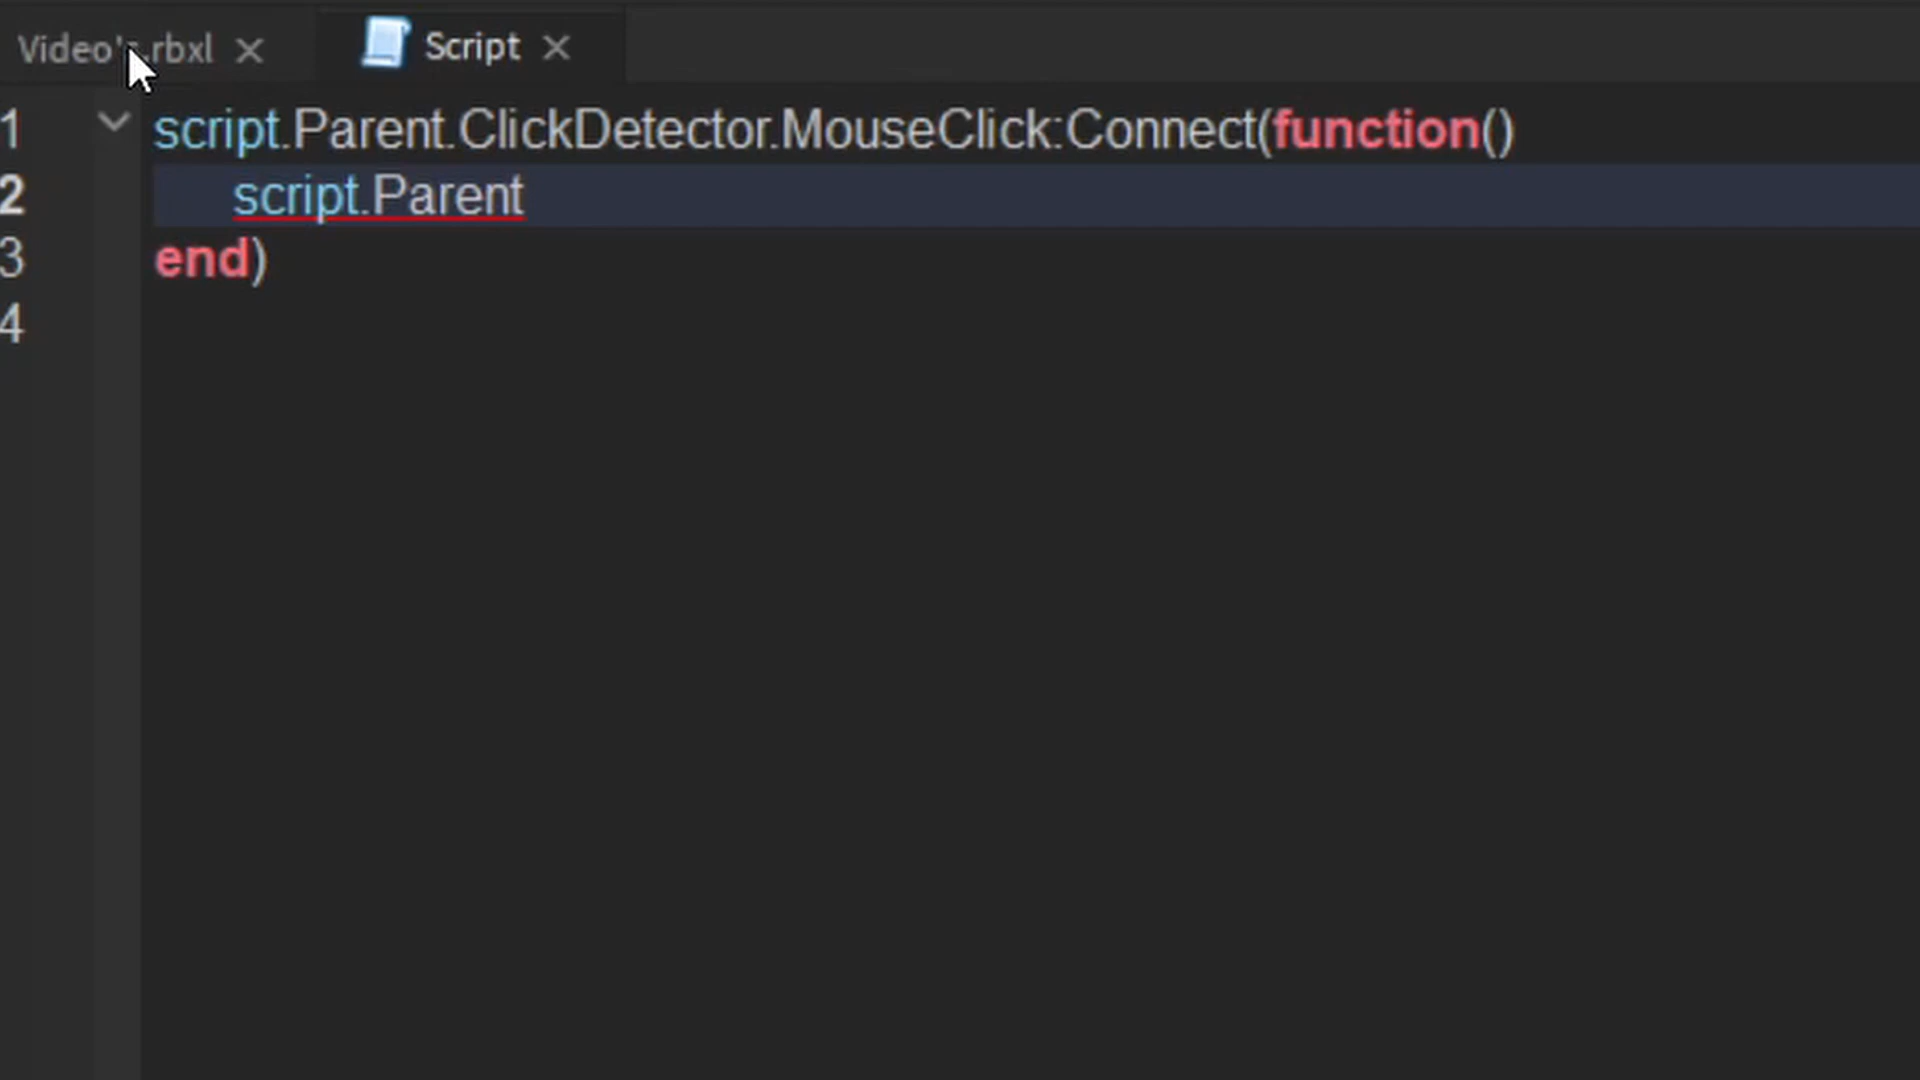 Video's.rbxl
Script
1 script.Parent.ClickDetector.MouseClick:Connect(function()
2 script.Parent
3 end)
4